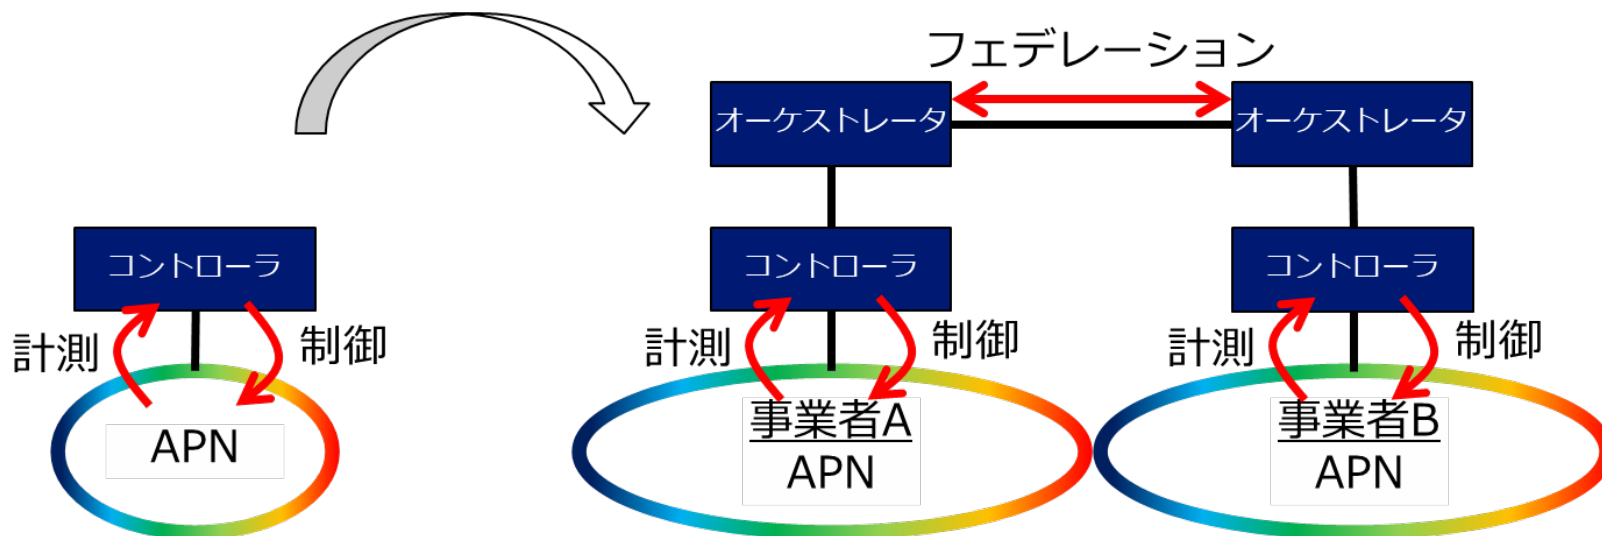 フェデレーション
オーケストレータ
オーケストレータ
コントローラ
コントローラ
コントローラ
計測
制御
計測
制御
計測
制御
APN
事業者A
APN
事業者B
APN